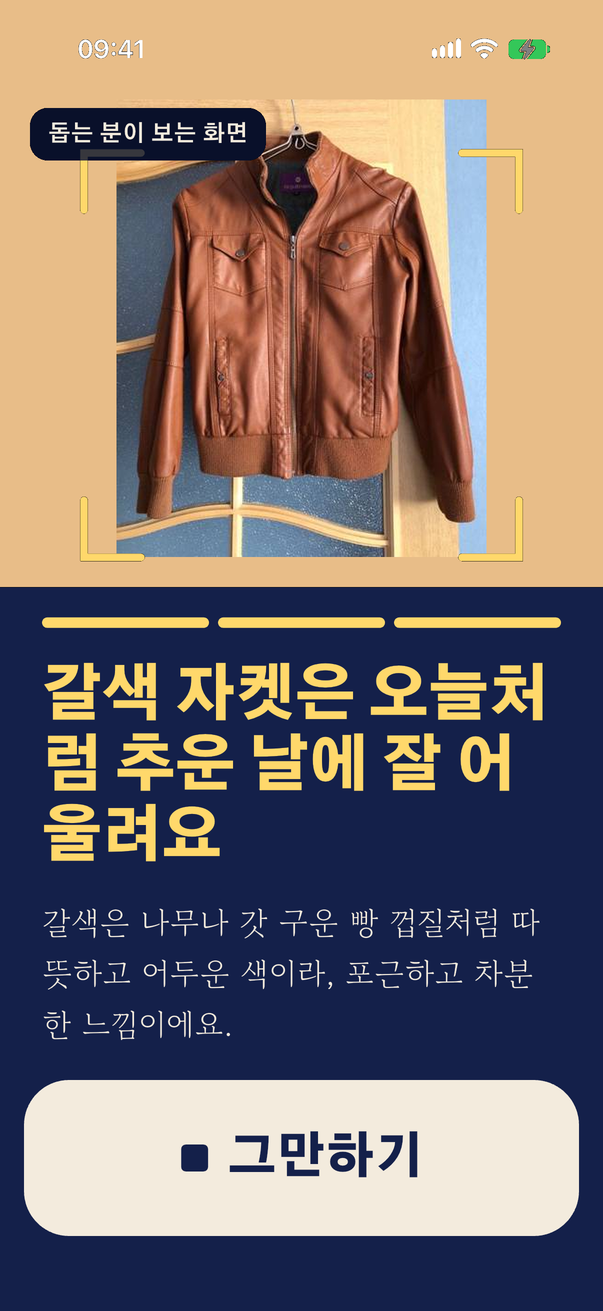 09:41
돕는 분이 보는 화면
갈색 자켓은 오늘처
럼 추운 날에 잘 어
울려요
갈색은 나무나 갓 구운 빵 껍질처럼 따
뜻하고 어두운 색이라, 포근하고 차분
한 느낌이에요.
그만하기